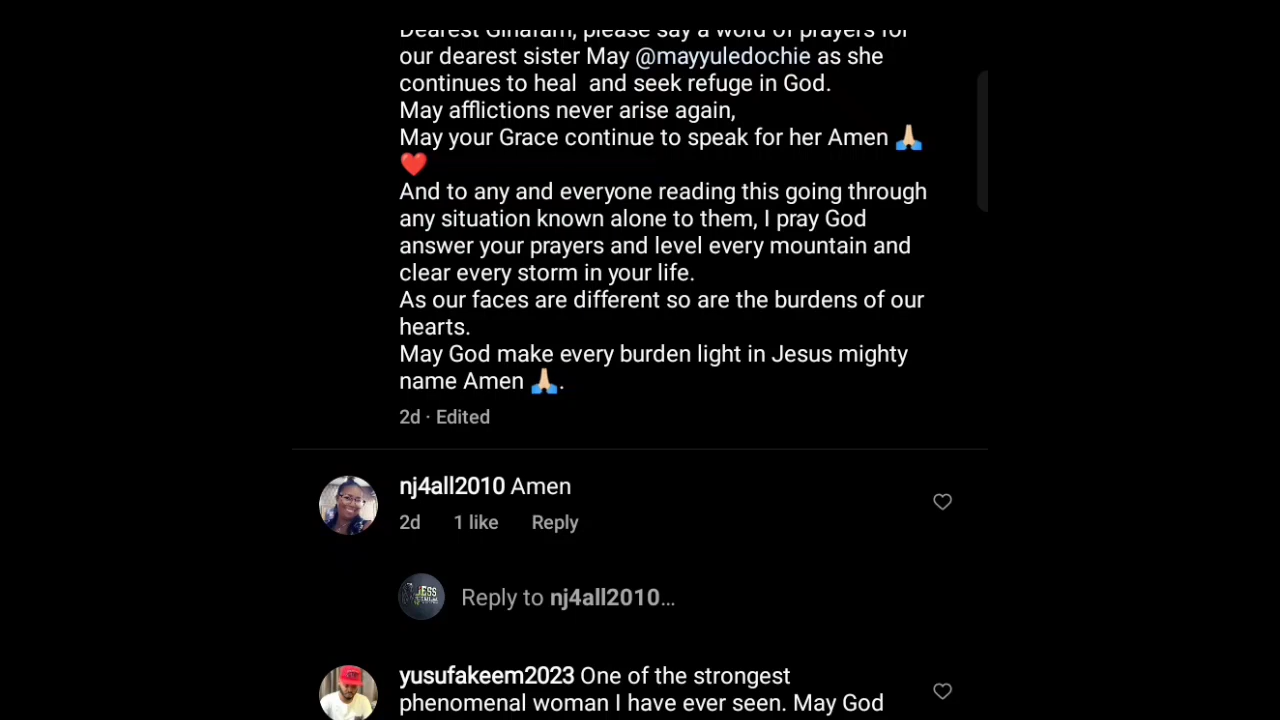 Dearest Ginafam, please say a word of prayers for
our dearest sister May @mayyuledochie as she
continues to heal  and seek refuge in God.
May afflictions never arise again,
May your Grace continue to speak for her Amen 🙏🏼
❤️
And to any and everyone reading this going through
any situation known alone to them, I pray God
answer your prayers and level every mountain and
clear every storm in your life.
As our faces are different so are the burdens of our
hearts.
May God make every burden light in Jesus mighty
name Amen 🙏🏼.
2d · Edited
nj4all2010 Amen
2d 1 like Reply
Reply to nj4all2010...
yusufakeem2023 One of the strongest
phenomenal woman I have ever seen. May God